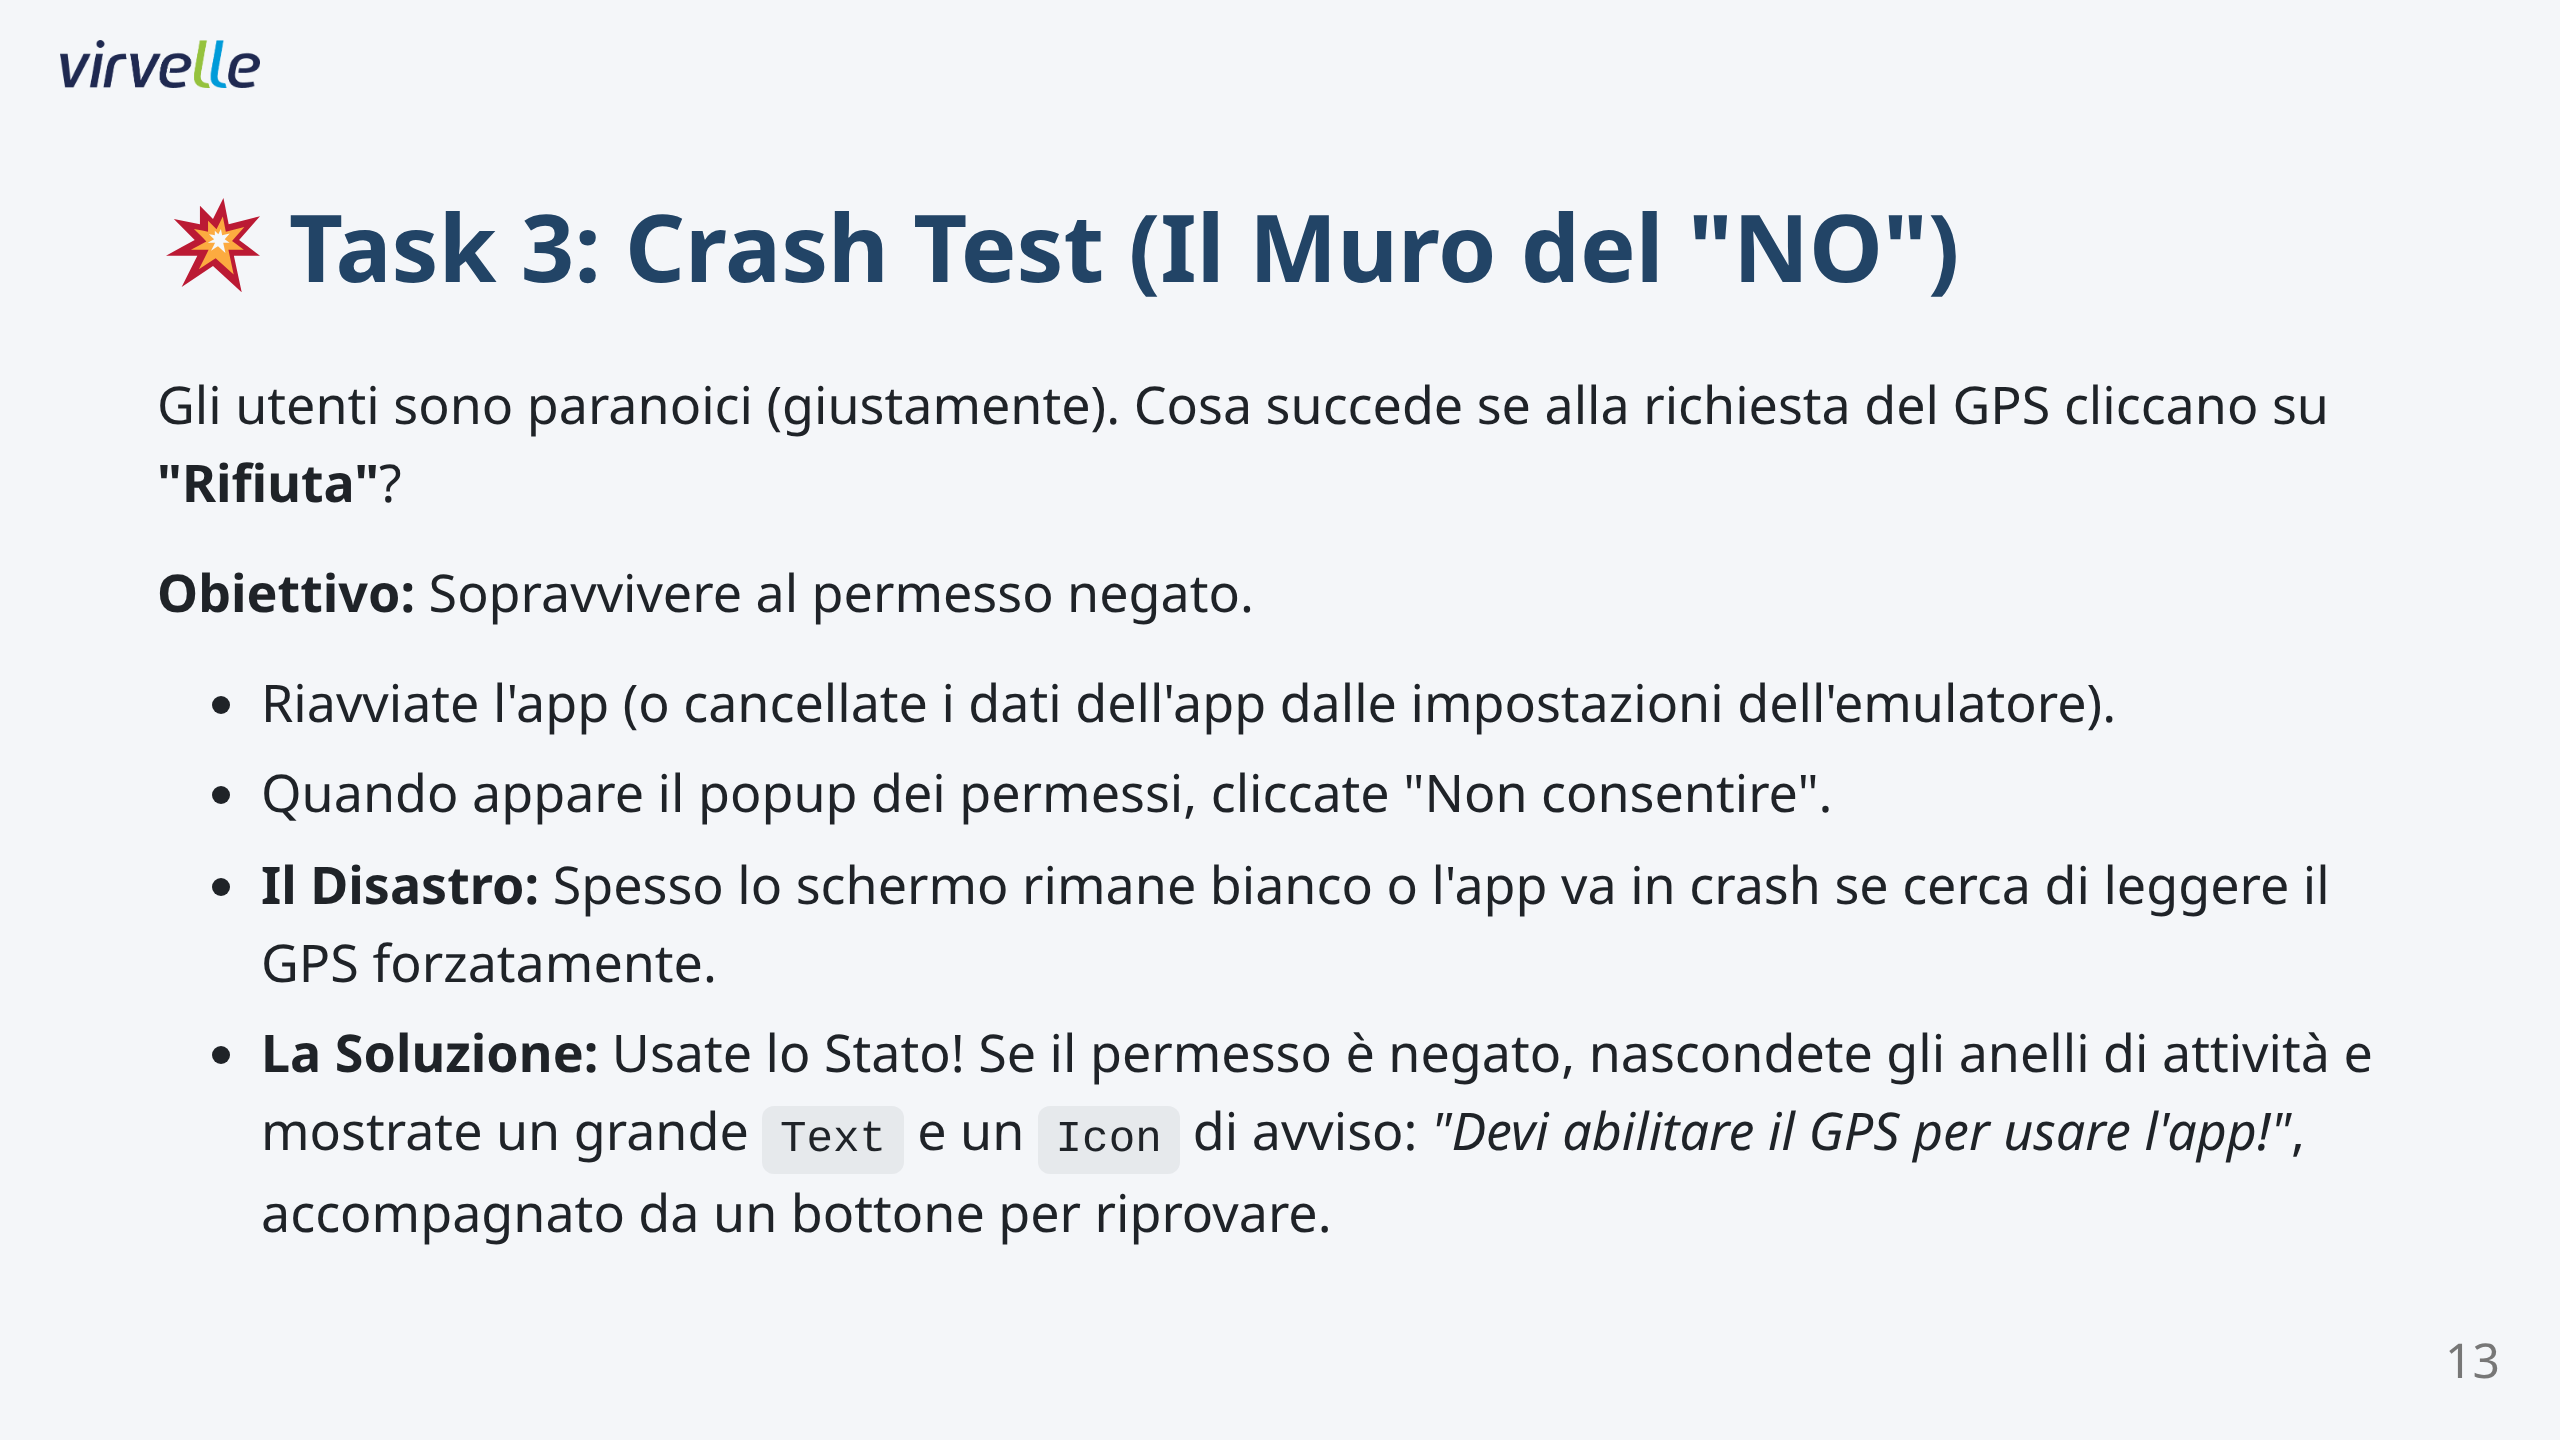 virvelle
💥 Task 3: Crash Test (Il Muro del "NO")
Gli utenti sono paranoici (giustamente). Cosa succede se alla richiesta del GPS cliccano su
"Rifiuta"?
Obiettivo: Sopravvivere al permesso negato.
• Riavviate l'app (o cancellate i dati dell'app dalle impostazioni dell'emulatore).
• Quando appare il popup dei permessi, cliccate "Non consentire".
• Il Disastro: Spesso lo schermo rimane bianco o l'app va in crash se cerca di leggere il
GPS forzatamente.
• La Soluzione: Usate lo Stato! Se il permesso è negato, nascondete gli anelli di attività e
mostrate un grande Text e un Icon di avviso: "Devi abilitare il GPS per usare l'app!",
accompagnato da un bottone per riprovare.
13